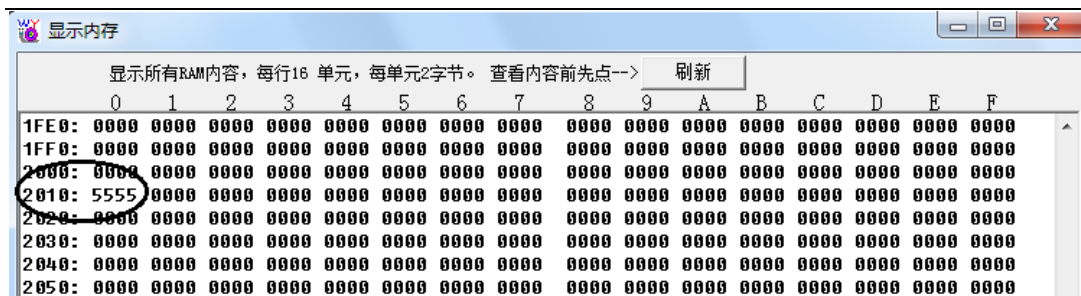 显示内存
显示所有RAM内容，每行16 单元，每单元2字节。 查看内容前先点--> 刷新
0 1 2 3 4 5 6 7 8 9 A B C D E F
1FE0: 0000 0000 0000 0000 0000 0000 0000 0000 0000 0000 0000 0000 0000 0000 0000 0000
1FF0: 0000 0000 0000 0000 0000 0000 0000 0000 0000 0000 0000 0000 0000 0000 0000 0000
2000: 0000 0000 0000 0000 0000 0000 0000 0000 0000 0000 0000 0000 0000 0000 0000 0000
2010: 5555 0000 0000 0000 0000 0000 0000 0000 0000 0000 0000 0000 0000 0000 0000 0000
2020: 0000 0000 0000 0000 0000 0000 0000 0000 0000 0000 0000 0000 0000 0000 0000 0000
2030: 0000 0000 0000 0000 0000 0000 0000 0000 0000 0000 0000 0000 0000 0000 0000 0000
2040: 0000 0000 0000 0000 0000 0000 0000 0000 0000 0000 0000 0000 0000 0000 0000 0000
2050: 0000 0000 0000 0000 0000 0000 0000 0000 0000 0000 0000 0000 0000 0000 0000 0000